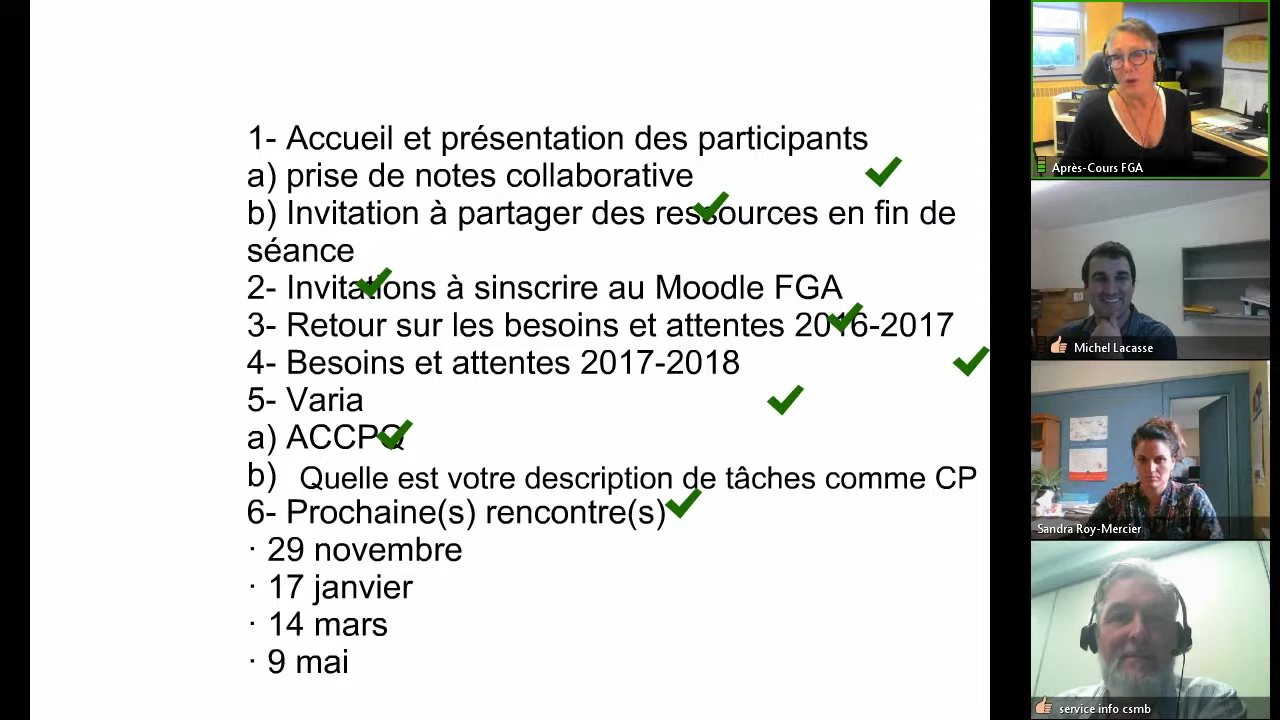 1- Accueil et présentation des participants
a) prise de notes collaborative
b) Invitation à partager des ressources en fin de
séance
2- Invitations à sinscrire au Moodle FGA
3- Retour sur les besoins et attentes 2016-2017
4- Besoins et attentes 2017-2018
5- Varia
a) ACCPQ
b) Quelle est votre description de tâches comme CP
6- Prochaine(s) rencontre(s)
· 29 novembre
· 17 janvier
· 14 mars
· 9 mai
Après-Cours FGA
Michel Lacasse
Sandra Roy-Mercier
service info csmb